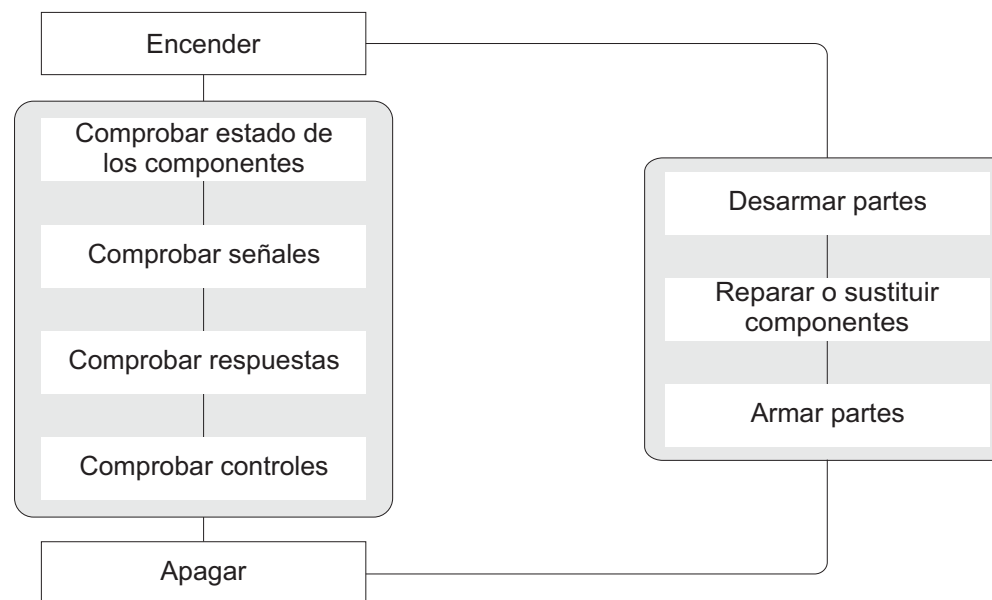 Encender
Comprobar estado de
los componentes
Comprobar señales
Comprobar respuestas
Comprobar controles
Apagar
Desarmar partes
Reparar o sustituir
componentes
Armar partes